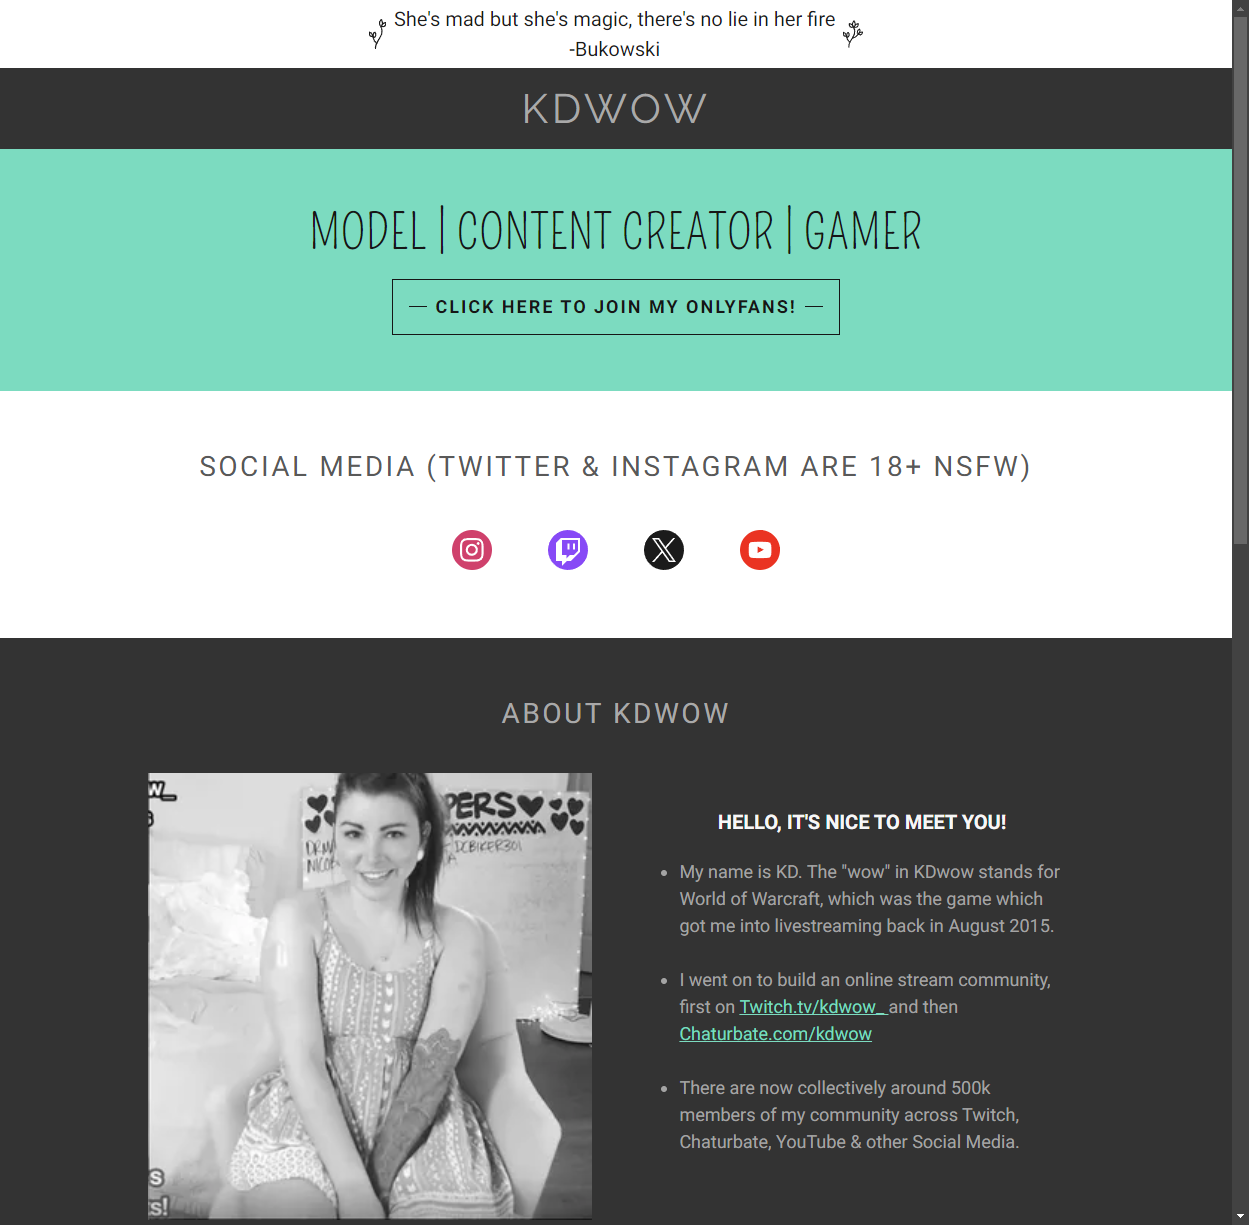 She's mad but she's magic, there's no lie in her fire
-Bukowski
KDWOW
MODEL | CONTENT CREATOR | GAMER
CLICK HERE TO JOIN MY ONLYFANS!
SOCIAL MEDIA (TWITTER & INSTAGRAM ARE 18+ NSFW)
ABOUT KDWOW
W_
PERS
DCBIKER301
HELLO, IT'S NICE TO MEET YOU!
My name is KD. The "wow" in KDwow stands for
World of Warcraft, which was the game which
got me into livestreaming back in August 2015.
I went on to build an online stream community,
first on Twitch.tv/kdwow_ and then
Chaturbate.com/kdwow
There are now collectively around 500k
members of my community across Twitch,
Chaturbate, YouTube & other Social Media.